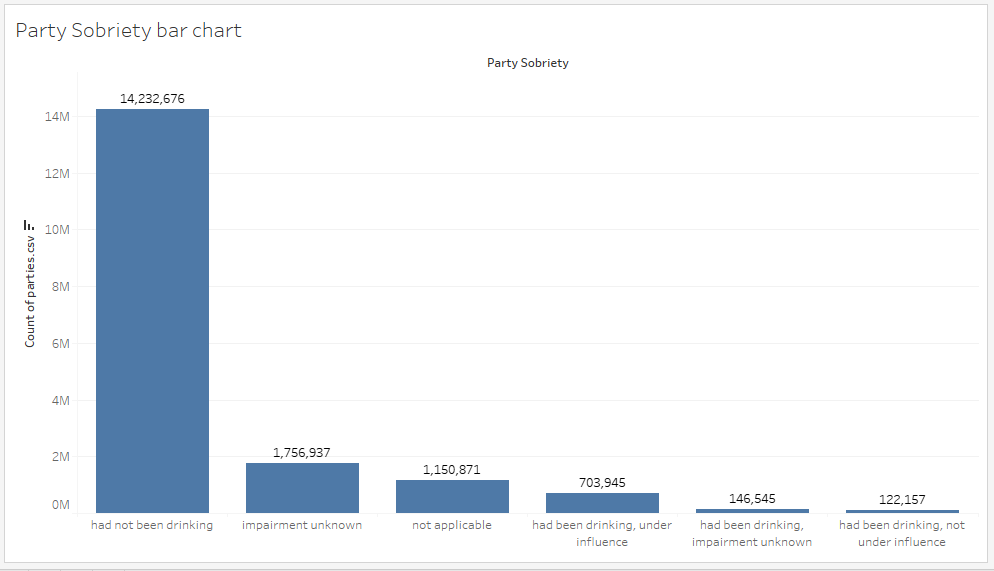 Party Sobriety bar chart
Party Sobriety
Count of parties.csv
14M
12M
10M
8M
6M
4M
2M
0M
14,232,676
1,756,937
1,150,871
703,945
146,545
122,157
had not been drinking
impairment unknown
not applicable
had been drinking, under
influence
had been drinking,
impairment unknown
had been drinking, not
under influence